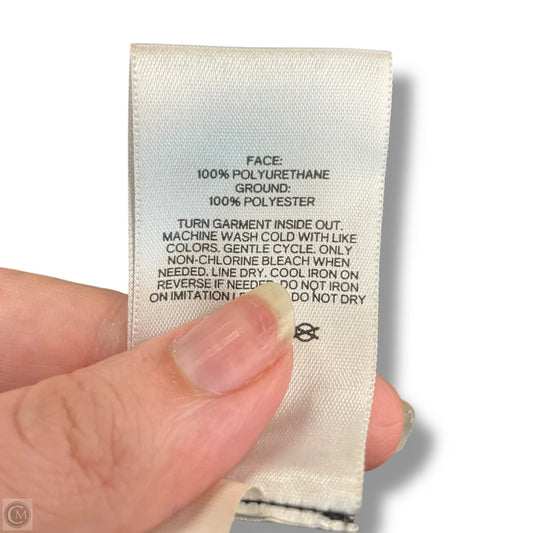 FACE:
100% POLYURETHANE
GROUND:
100% POLYESTER
TURN GARMENT INSIDE OUT.
MACHINE WASH COLD WITH LIKE
COLORS. GENTLE CYCLE. ONLY
NON-CHLORINE BLEACH WHEN
NEEDED. LINE DRY. COOL IRON ON
REVERSE IF NEEDED. DO NOT IRON
ON IMITATION DO NOT DRY
CM